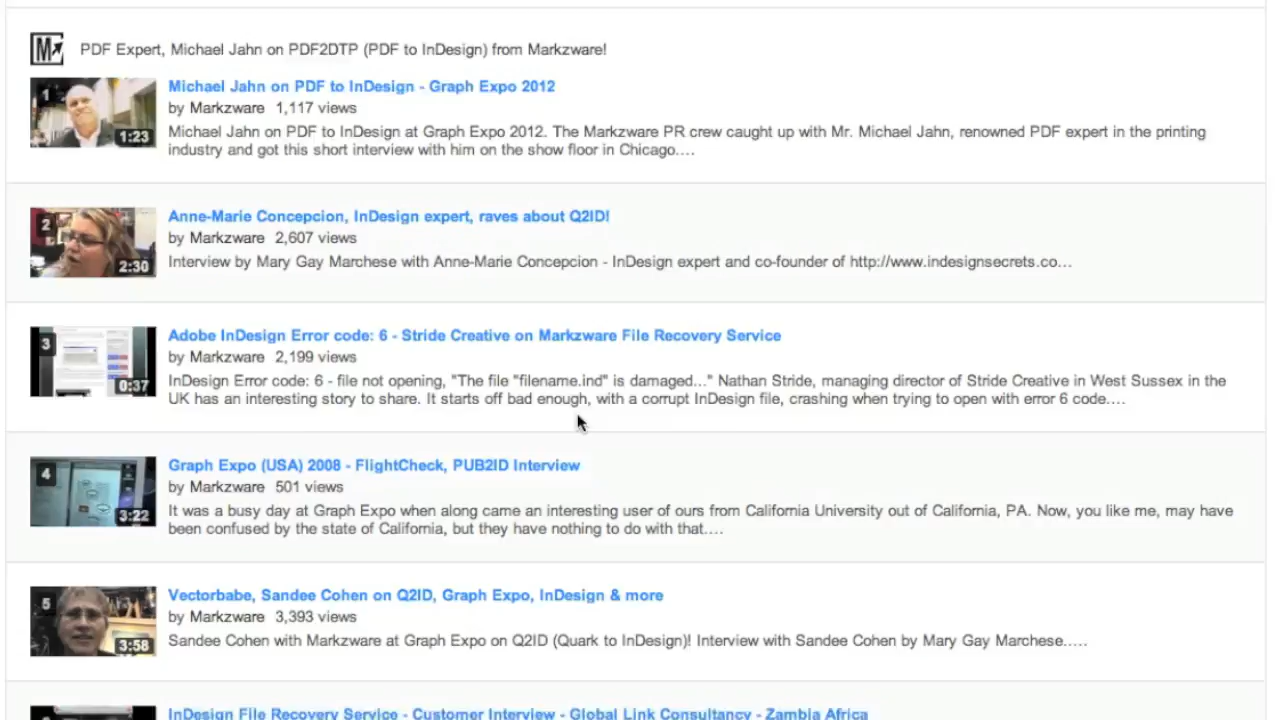 M
PDF Expert, Michael Jahn on PDF2DTP (PDF to InDesign) from Markzware!
1
1:23
Michael Jahn on PDF to InDesign - Graph Expo 2012
by Markzware 1,117 views
Michael Jahn on PDF to InDesign at Graph Expo 2012. The Markzware PR crew caught up with Mr. Michael Jahn, renowned PDF expert in the printing
industry and got this short interview with him on the show floor in Chicago....
2
2:30
Anne-Marie Concepcion, InDesign expert, raves about Q2ID!
by Markzware 2,607 views
Interview by Mary Gay Marchese with Anne-Marie Concepcion - InDesign expert and co-founder of http://www.indesignsecrets.co...
3
0:37
Adobe InDesign Error code: 6 - Stride Creative on Markzware File Recovery Service
by Markzware 2,199 views
InDesign Error code: 6 - file not opening, "The file "filename.ind" is damaged..." Nathan Stride, managing director of Stride Creative in West Sussex in the
UK has an interesting story to share. It starts off bad enough, with a corrupt InDesign file, crashing when trying to open with error 6 code....
4
3:22
Graph Expo (USA) 2008 - FlightCheck, PUB2ID Interview
by Markzware 501 views
It was a busy day at Graph Expo when along came an interesting user of ours from California University out of California, PA. Now, you like me, may have
been confused by the state of California, but they have nothing to do with that....
5
3:58
Vectorbabe, Sandee Cohen on Q2ID, Graph Expo, InDesign & more
by Markzware 3,393 views
Sandee Cohen with Markzware at Graph Expo on Q2ID (Quark to InDesign)! Interview with Sandee Cohen by Mary Gay Marchese.....
InDesign File Recovery Service - Customer Interview - Global Link Consultancy - Zambia Africa